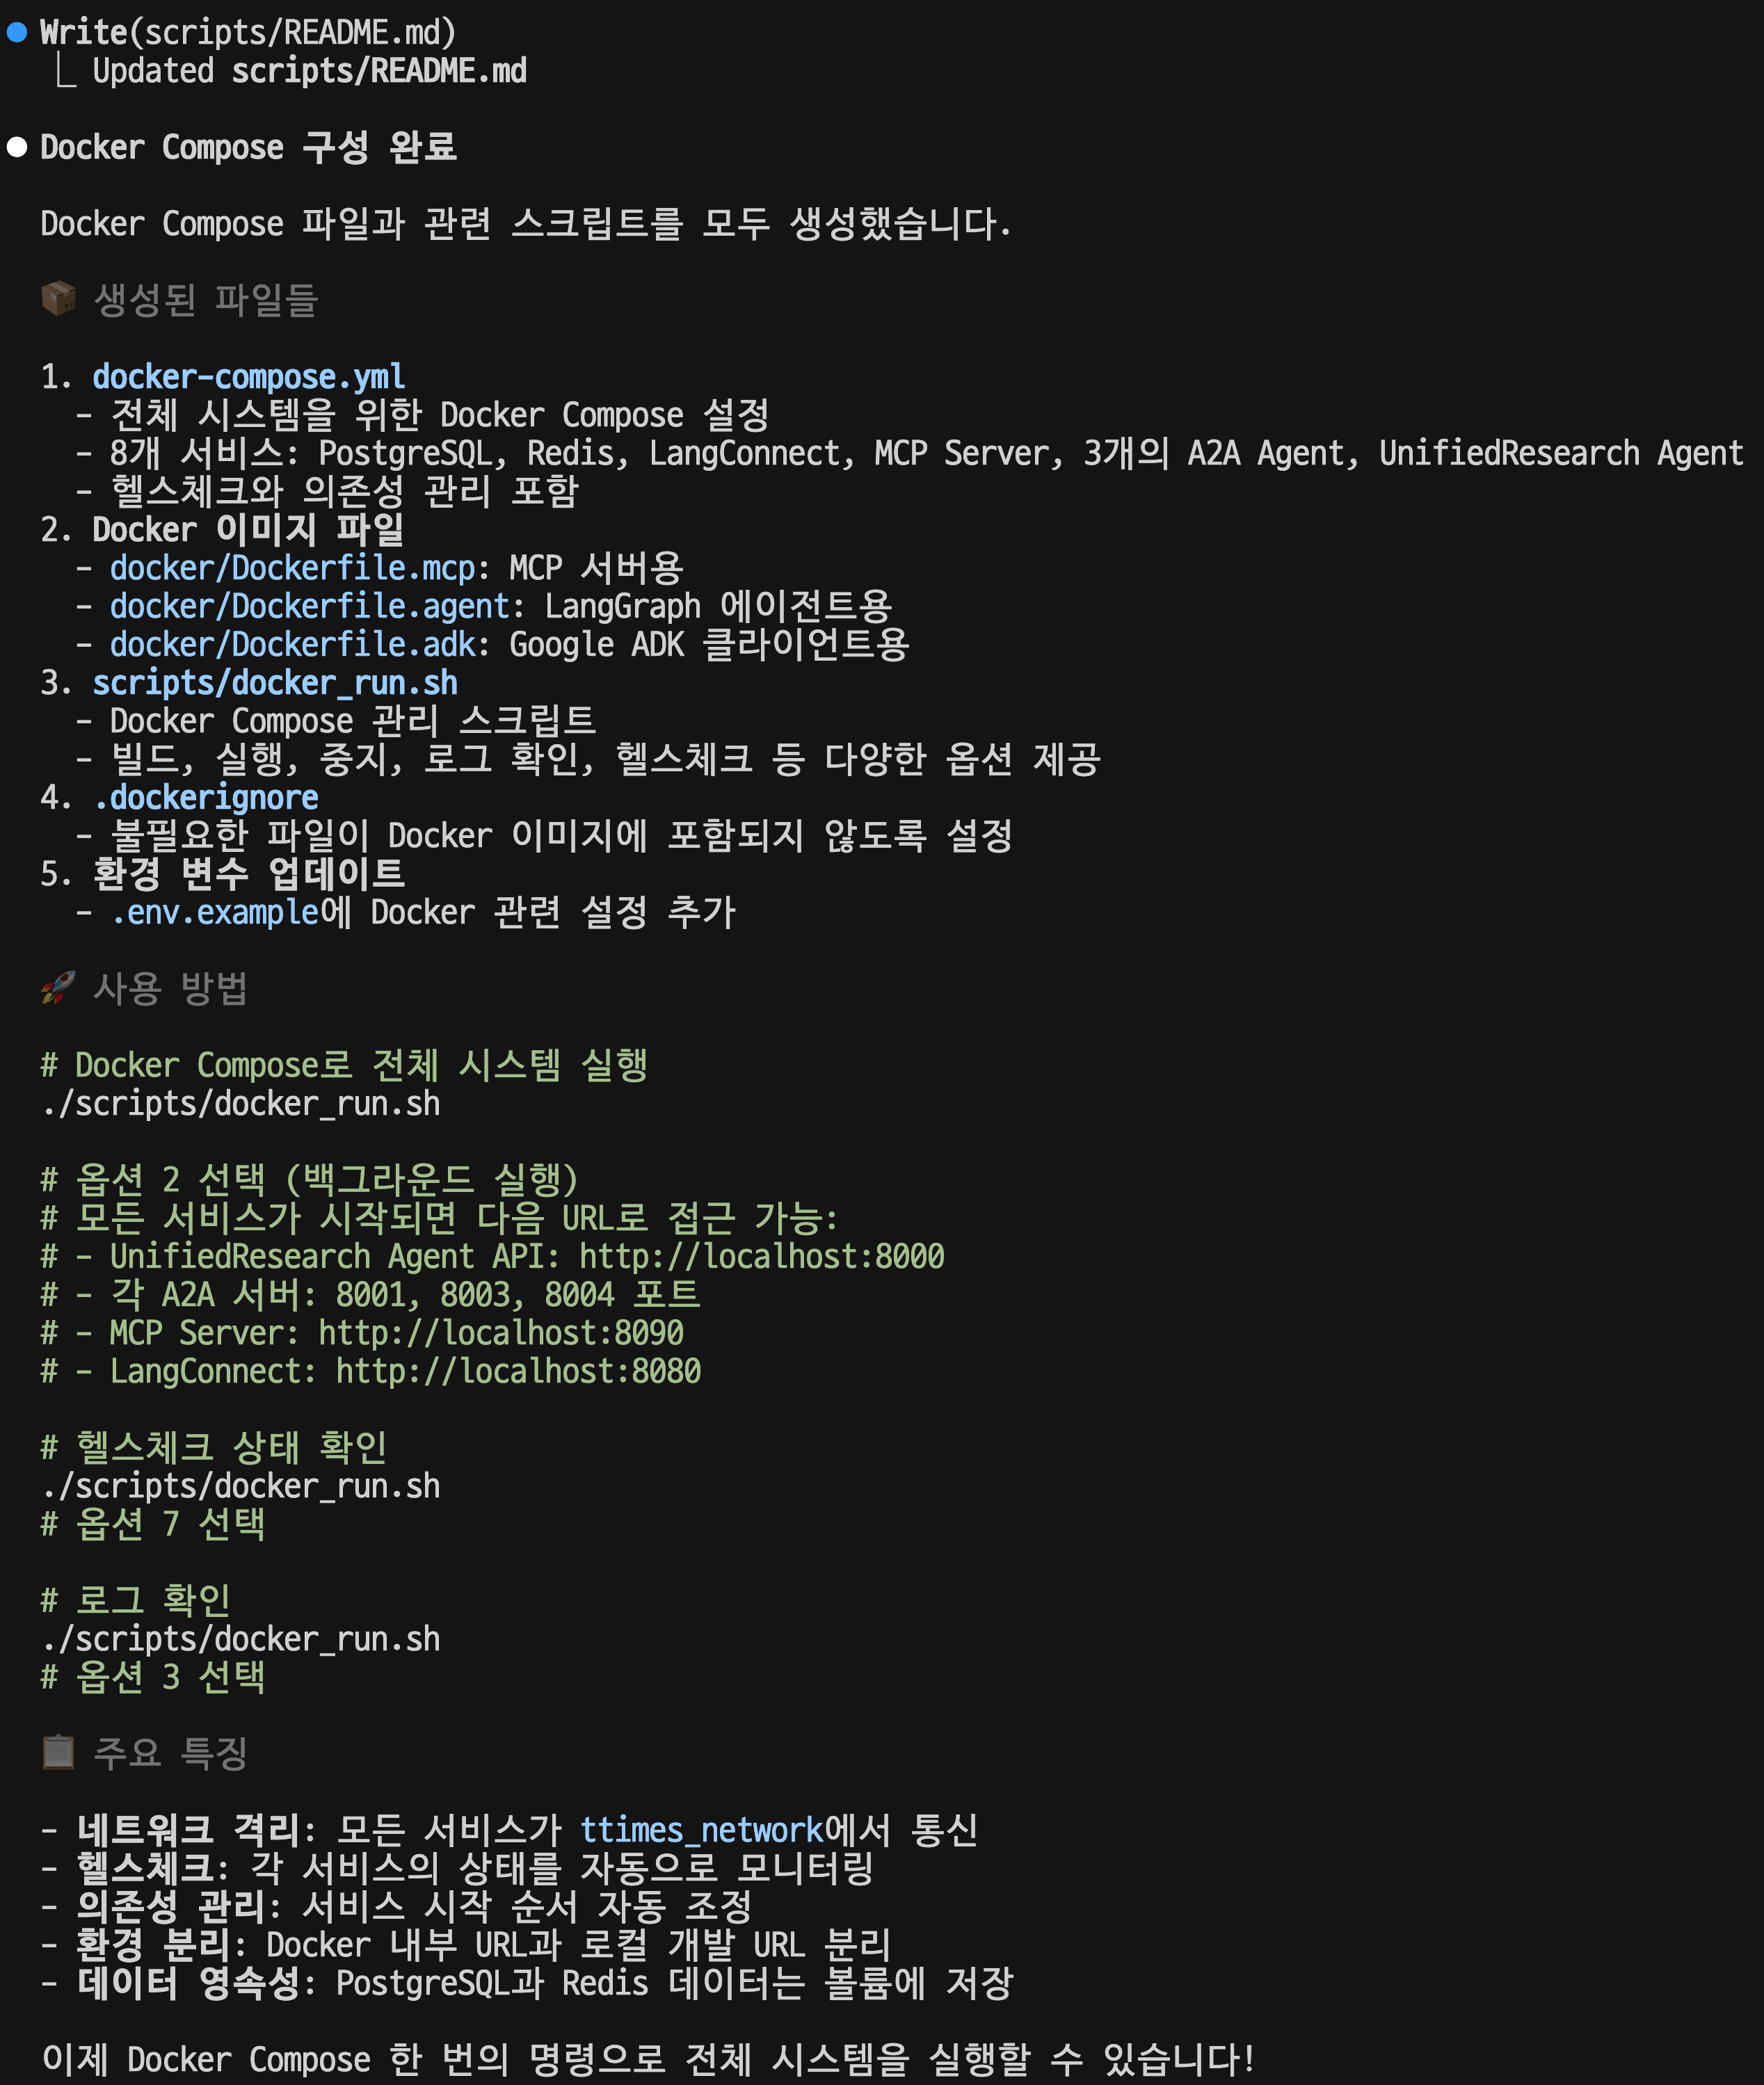 Write(scripts/README.md)
Updated scripts/README.md
Docker Compose 구성 완료
Docker Compose 파일과 관련 스크립트를 모두 생성했습니다.
📦 생성된 파일들
1. docker-compose.yml
- 전체 시스템을 위한 Docker Compose 설정
- 8개 서비스: PostgreSQL, Redis, LangConnect, MCP Server, 3개의 A2A Agent, UnifiedResearch Agent
- 헬스체크와 의존성 관리 포함
2. Docker 이미지 파일
- docker/Dockerfile.mcp: MCP 서버용
- docker/Dockerfile.agent: LangGraph 에이전트용
- docker/Dockerfile.adk: Google ADK 클라이언트용
3. scripts/docker_run.sh
- Docker Compose 관리 스크립트
- 빌드, 실행, 중지, 로그 확인, 헬스체크 등 다양한 옵션 제공
4. .dockerignore
- 불필요한 파일이 Docker 이미지에 포함되지 않도록 설정
5. 환경 변수 업데이트
- .env.example에 Docker 관련 설정 추가
🚀 사용 방법
# Docker Compose로 전체 시스템 실행
./scripts/docker_run.sh
# 옵션 2 선택 (백그라운드 실행)
# 모든 서비스가 시작되면 다음 URL로 접근 가능:
# - UnifiedResearch Agent API: http://localhost:8000
# - 각 A2A 서버: 8001, 8003, 8004 포트
# - MCP Server: http://localhost:8090
# - LangConnect: http://localhost:8080
# 헬스체크 상태 확인
./scripts/docker_run.sh
# 옵션 7 선택
# 로그 확인
./scripts/docker_run.sh
# 옵션 3 선택
📋 주요 특징
- 네트워크 격리: 모든 서비스가 ttimes_network에서 통신
- 헬스체크: 각 서비스의 상태를 자동으로 모니터링
- 의존성 관리: 서비스 시작 순서 자동 조정
- 환경 분리: Docker 내부 URL과 로컬 개발 URL 분리
- 데이터 영속성: PostgreSQL과 Redis 데이터는 볼륨에 저장
이제 Docker Compose 한 번의 명령으로 전체 시스템을 실행할 수 있습니다!